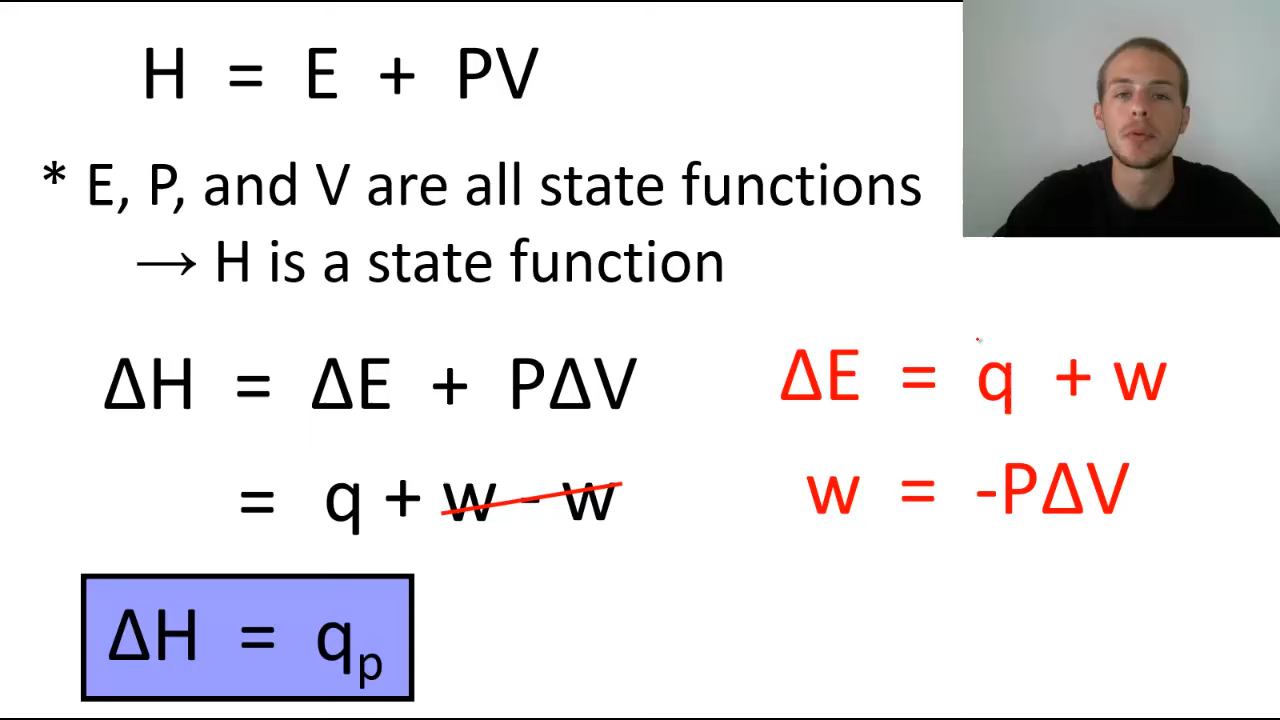 H = E + PV
* E, P, and V are all state functions
→ H is a state function
ΔH = ΔE + PΔV
ΔE = q + w
= q + w - w
w = -PΔV
ΔH = qₚ